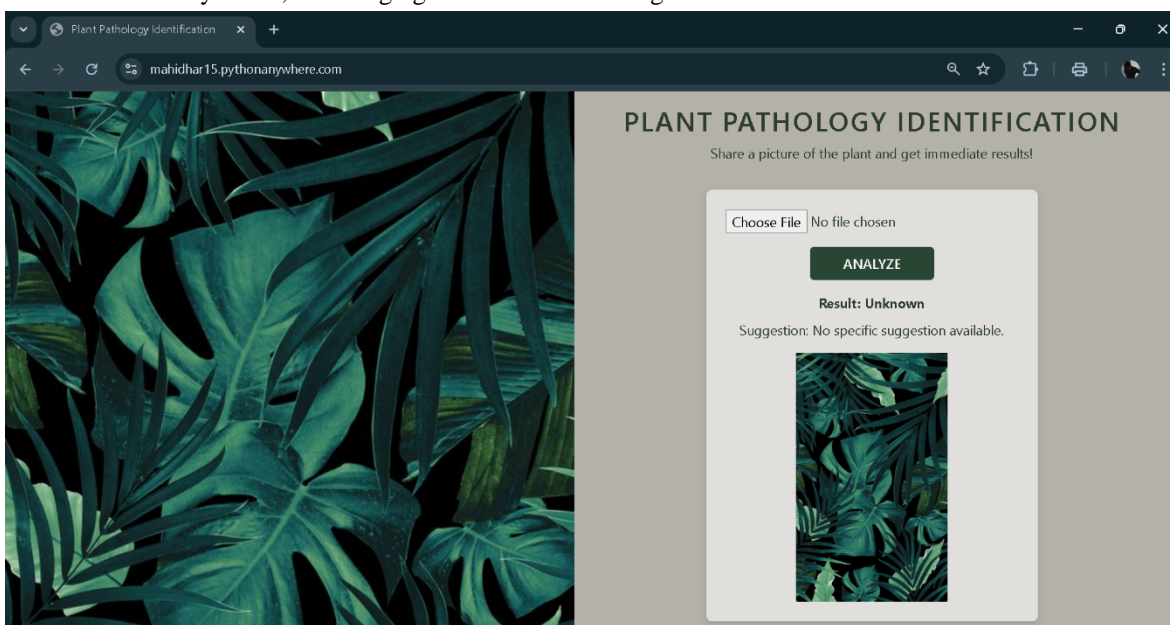 Plant Pathology Identification
mahidhar15.pythonanywhere.com
PLANT PATHOLOGY IDENTIFICATION
Share a picture of the plant and get immediate results!
Choose File No file chosen
ANALYZE
Result: Unknown
Suggestion: No specific suggestion available.